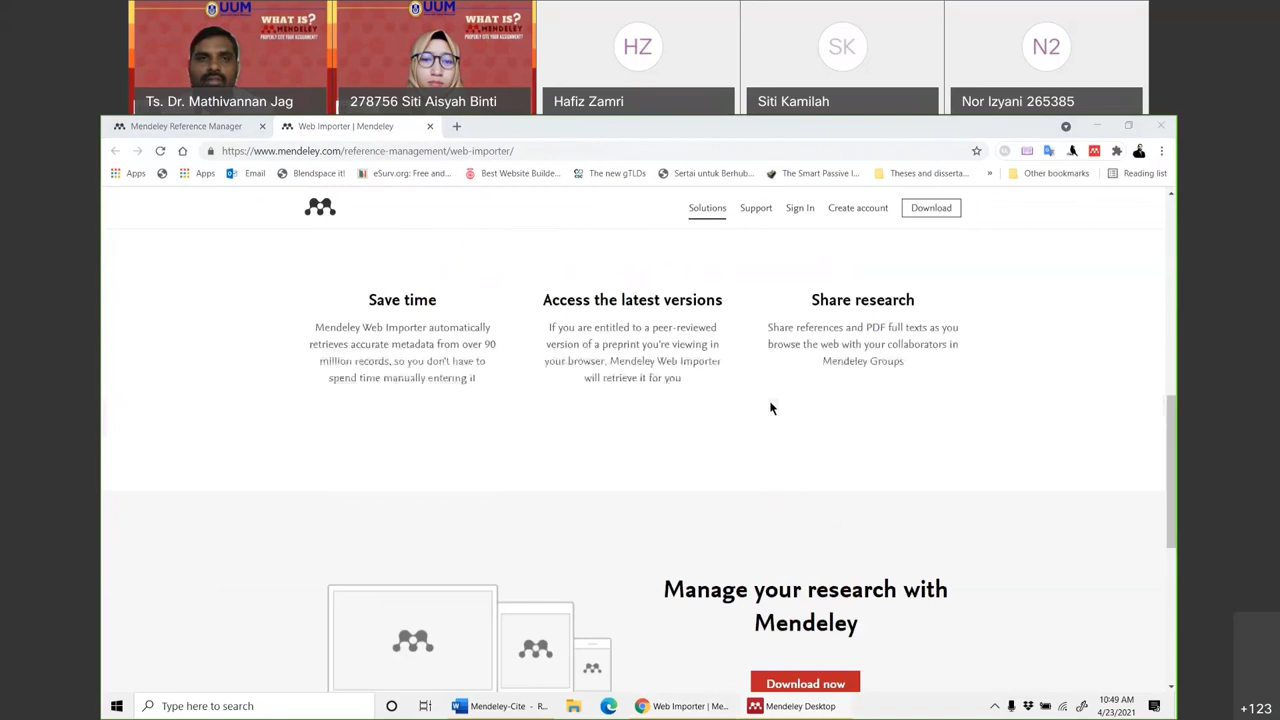 UUM
WHAT IS?
MENDELEY
PROPERLY CITE YOUR ASSIGNMENT?
UUM
WHAT IS?
MENDELEY
PROPERLY CITE YOUR ASSIGNMENT?
HZ
SK
N2
Ts. Dr. Mathivannan Jag
278756 Siti Aisyah Binti
Hafiz Zamri
Siti Kamilah
Nor Izyani 265385
Mendeley Reference Manager
Web Importer | Mendeley
https://www.mendeley.com/reference-management/web-importer/
Apps
Apps
Email
Blendspace it!
eSurv.org: Free and...
Best Website Builde...
The new gTLDs
Sertai untuk Berhub...
The Smart Passive I...
Theses and disserta...
»
Other bookmarks
Reading list
Solutions
Support
Sign In
Create account
Download
Save time
Mendeley Web Importer automatically
retrieves accurate metadata from over 90
million records, so you don't have to
spend time manually entering it
Access the latest versions
If you are entitled to a peer-reviewed
version of a preprint you're viewing in
your browser, Mendeley Web Importer
will retrieve it for you
Share research
Share references and PDF full texts as you
browse the web with your collaborators in
Mendeley Groups
Manage your research with
Mendeley
Download now
Type here to search
Mendeley-Cite - R...
Web Importer | Me...
Mendeley Desktop
10:49 AM
4/23/2021
+123